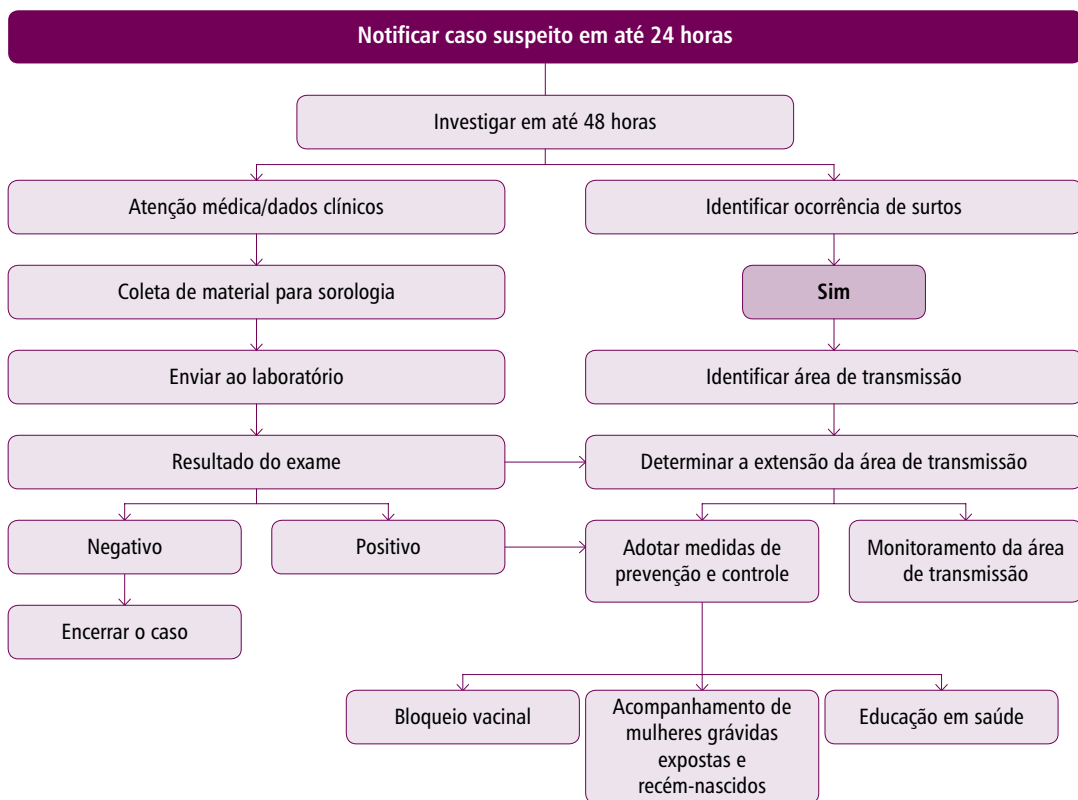 Notificar caso suspeito em até 24 horas
Investigar em até 48 horas
Atenção médica/dados clínicos
Identificar ocorrência de surtos
Coleta de material para sorologia
Sim
Enviar ao laboratório
Identificar área de transmissão
Resultado do exame
Determinar a extensão da área de transmissão
Negativo
Positivo
Adotar medidas de
prevenção e controle
Monitoramento da área
de transmissão
Encerrar o caso
Bloqueio vacinal
Acompanhamento de
mulheres grávidas
expostas e
recém-nascidos
Educação em saúde